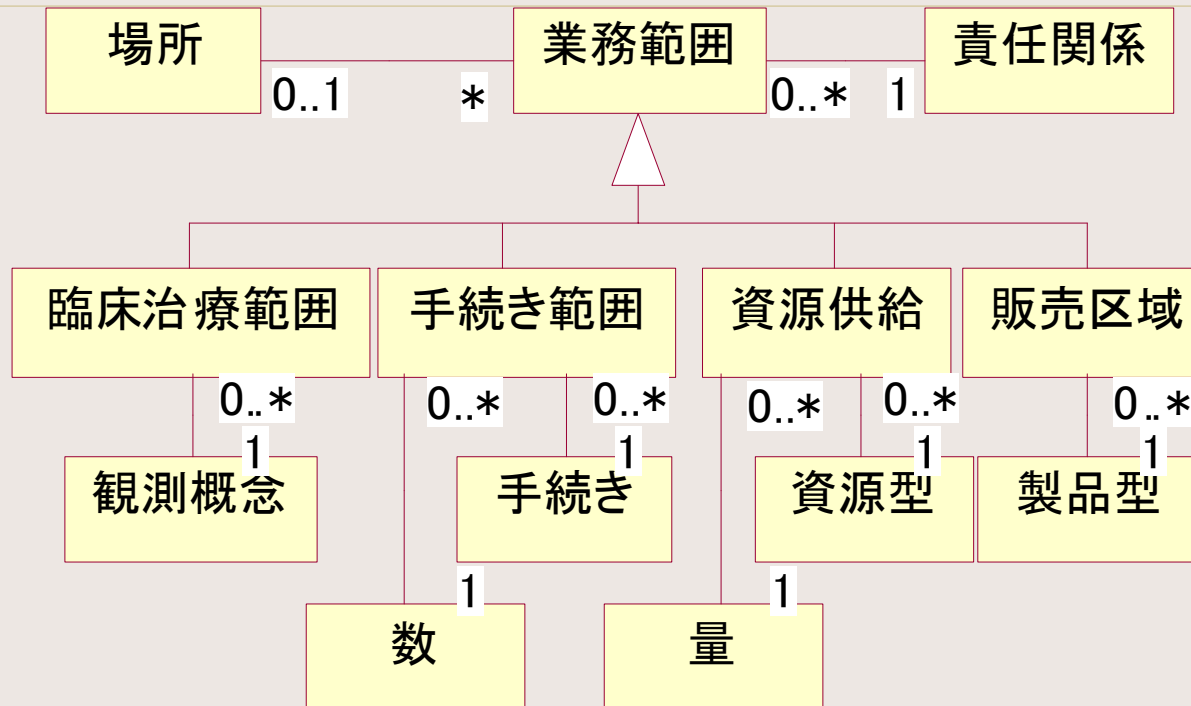 場所
業務範囲
責任関係
0..1
*
0..*
1
臨床治療範囲
手続き範囲
資源供給
販売区域
0..*
0..*
0..*
0..*
0..*
0..*
1
1
1
1
観測概念
手続き
資源型
製品型
1
1
数
量